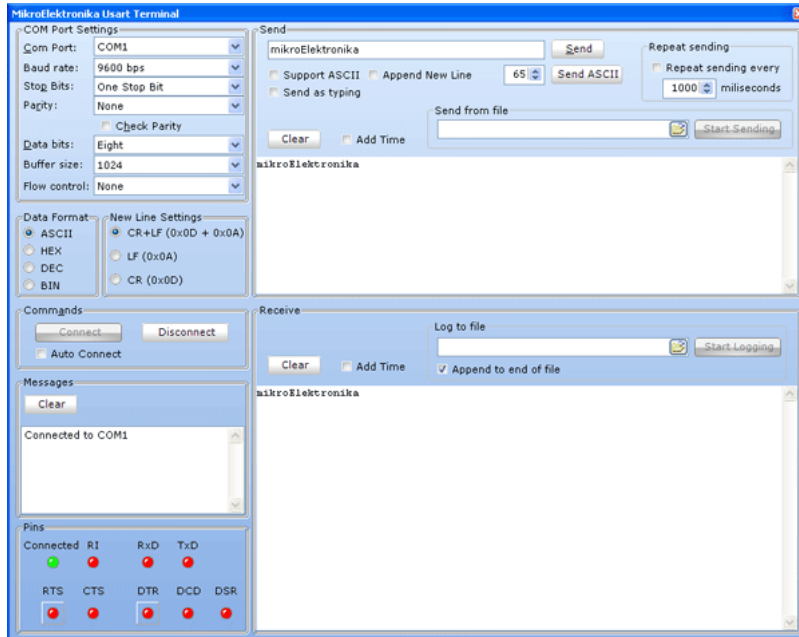 MikroElektronika Usart Terminal
COM Port Settings
Com Port: COM1
Baud rate: 9600 bps
Stop Bits: One Stop Bit
Parity: None
Check Parity
Data bits: Eight
Buffer size: 1024
Flow control: None
Data Format
ASCII
HEX
DEC
BIN
New Line Settings
CR+LF (0x0D + 0x0A)
LF (0x0A)
CR (0x0D)
Commands
Connect Disconnect
Auto Connect
Messages
Clear
Connected to COM1
Pins
Connected RI RxD TxD
RTS CTS DTR DCD DSR
Send
mikroElektronika Send
Support ASCII Append New Line 65 Send ASCII
Send as typing
Repeat sending
Repeat sending every
1000 miliseconds
Send from file
Start Sending
Clear Add Time
mikroElektronika
Receive
Log to file
Start Logging
Clear Add Time Append to end of file
mikroElektronika